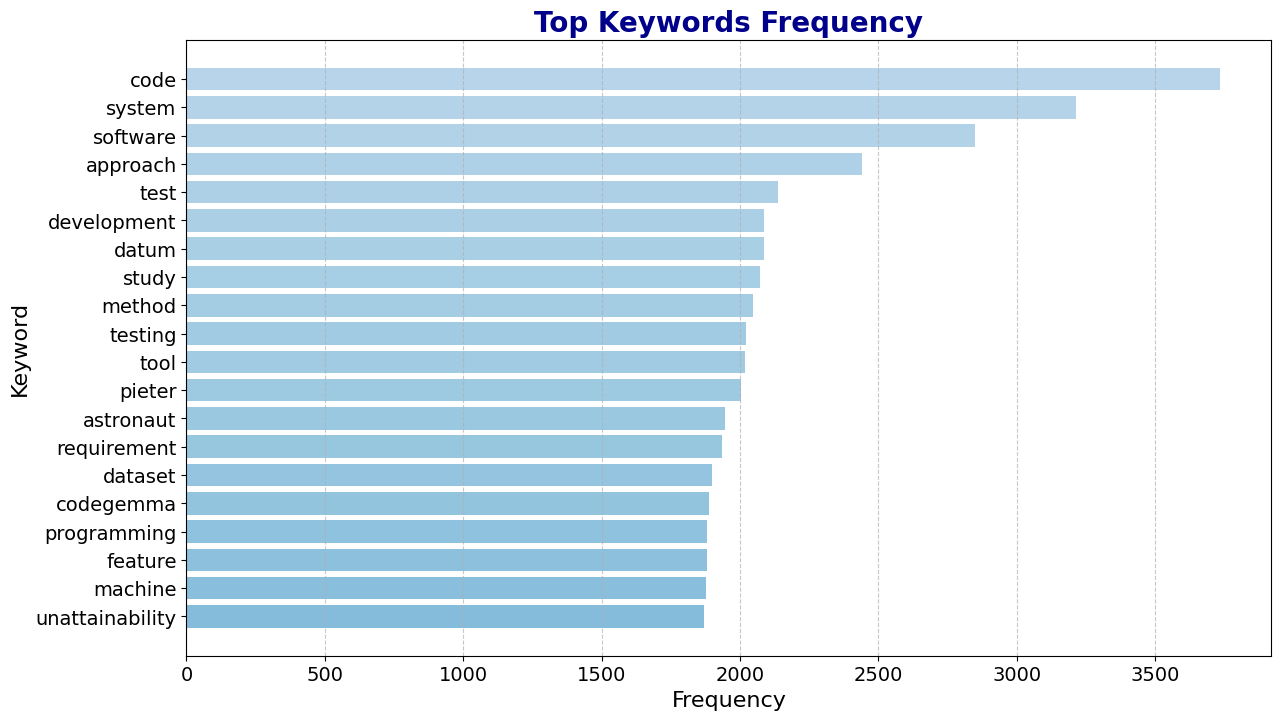 Top Keywords Frequency
Keyword
code
system
software
approach
test
development
datum
study
method
testing
tool
pieter
astronaut
requirement
dataset
codegemma
programming
feature
machine
unattainability
0 500 1000 1500 2000 2500 3000 3500
Frequency